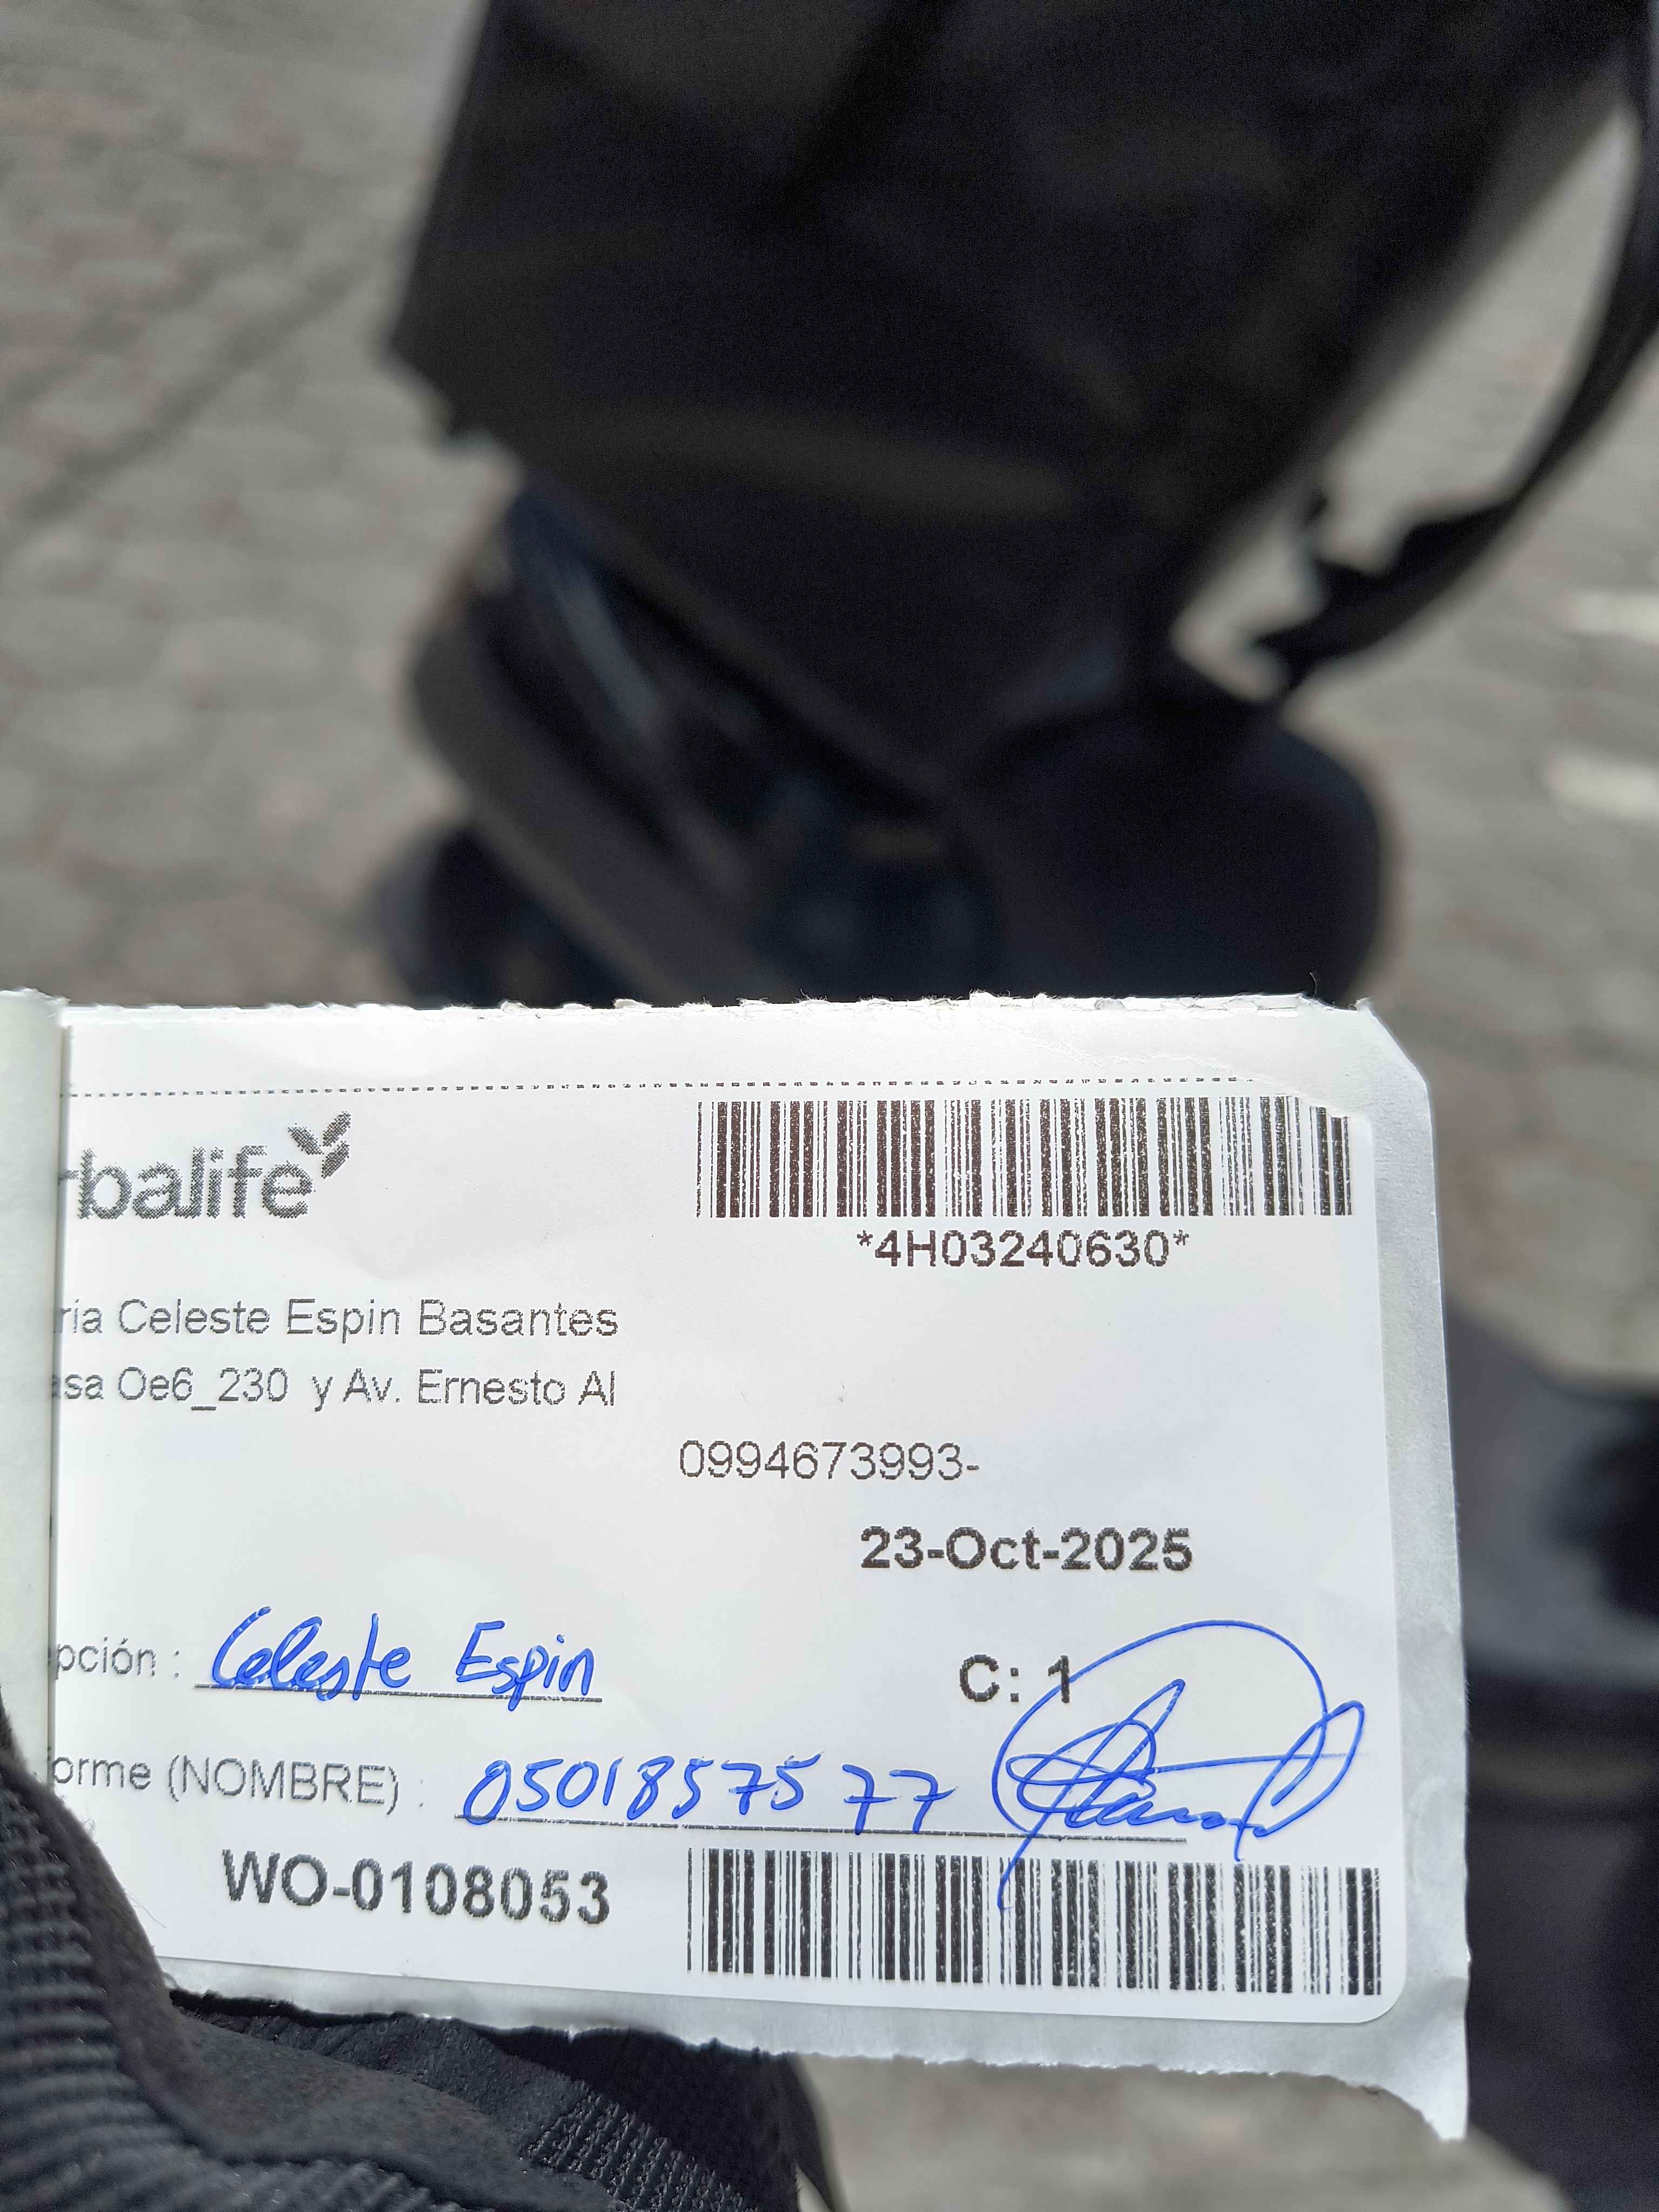 rbalife
*4H03240630*
ria Celeste Espin Basantes
asa Oe6_230 y Av. Ernesto Al
0994673993-
23-Oct-2025
pción : Celeste Espin
C: 1
orme (NOMBRE) : 0501857577
WO-0108053